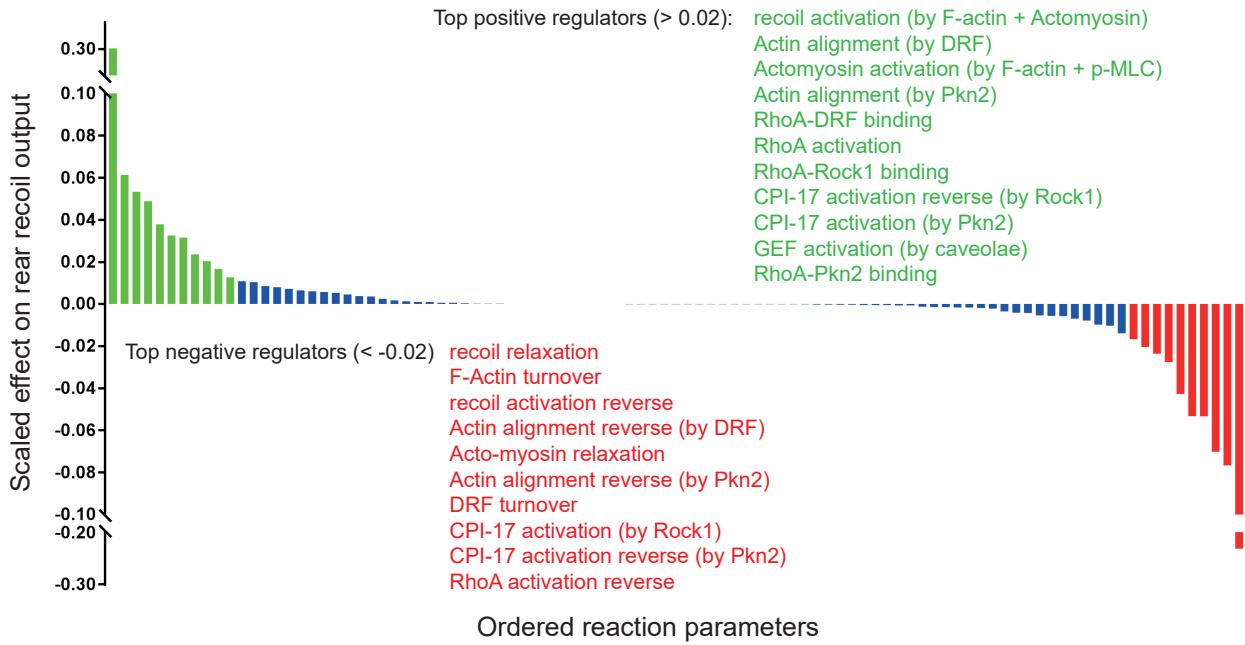 Top positive regulators (> 0.02):
recoil activation (by F-actin + Actomyosin)
Actin alignment (by DRF)
Actomyosin activation (by F-actin + p-MLC)
Actin alignment (by Pkn2)
RhoA-DRF binding
RhoA activation
RhoA-Rock1 binding
CPI-17 activation reverse (by Rock1)
CPI-17 activation (by Pkn2)
GEF activation (by caveolae)
RhoA-Pkn2 binding
Scaled effect on rear recoil output
0.30
0.10
0.08
0.06
0.04
0.02
0.00
-0.02
-0.04
-0.06
-0.08
-0.10
-0.20
-0.30
Top negative regulators (< -0.02)
recoil relaxation
F-Actin turnover
recoil activation reverse
Actin alignment reverse (by DRF)
Acto-myosin relaxation
Actin alignment reverse (by Pkn2)
DRF turnover
CPI-17 activation (by Rock1)
CPI-17 activation reverse (by Pkn2)
RhoA activation reverse
Ordered reaction parameters